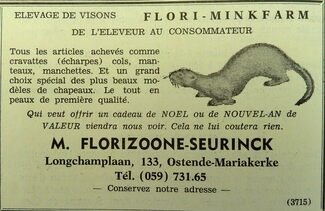 ELEVAGE DE VISONS FLORI-MINKFARM
DE L'ELEVEUR AU CONSOMMATEUR
Tous les articles achevés comme
cravattes (écharpes) cols, man-
teaux, manchettes. Et un grand
choix spécial des plus beaux mo-
dèles de chapeaux. Le tout en
peaux de première qualité.
Qui veut offrir un cadeau de NOEL ou de NOUVEL-AN de
VALEUR viendra nous voir. Cela ne lui coutera rien.
M. FLORIZOONE-SEURINCK
Longchamplaan, 133, Ostende-Mariakerke
Tél. (059) 731.65
— Conservez notre adresse —
(3715)